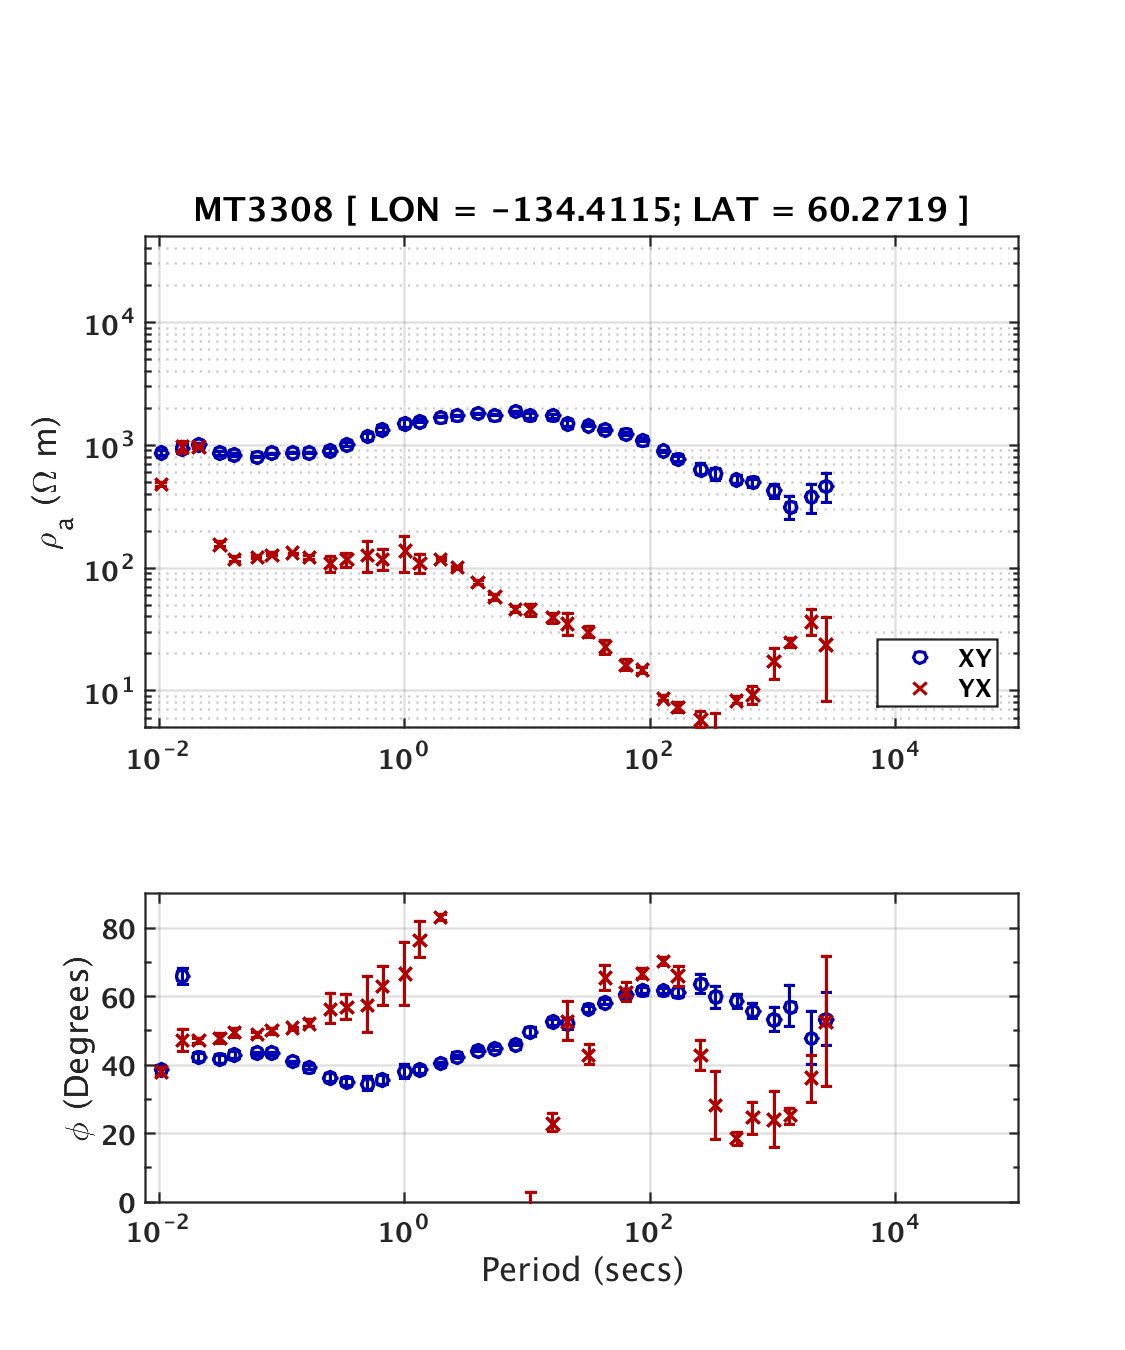 MT3308 [ LON = -134.4115; LAT = 60.2719 ]
ρa (Ω m)
10^4
10^3
10^2
10^1
XY
YX
10^-2 10^0 10^2 10^4
ϕ (Degrees)
80
60
40
20
0
10^-2 10^0 10^2 10^4
Period (secs)